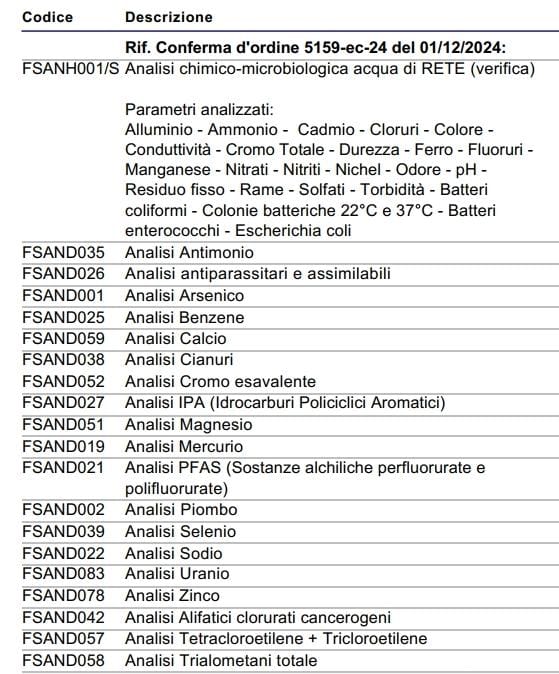 Codice Descrizione
Rif. Conferma d'ordine 5159-ec-24 del 01/12/2024:
FSANH001/S Analisi chimico-microbiologica acqua di RETE (verifica)
Parametri analizzati:
Alluminio - Ammonio - Cadmio - Cloruri - Colore -
Conduttività - Cromo Totale - Durezza - Ferro - Fluoruri -
Manganese - Nitrati - Nitriti - Nichel - Odore - pH -
Residuo fisso - Rame - Solfati - Torbidità - Batteri
coliformi - Colonie batteriche 22°C e 37°C - Batteri
enterococchi - Escherichia coli
FSAND035 Analisi Antimonio
FSAND026 Analisi antiparassitari e assimilabili
FSAND001 Analisi Arsenico
FSAND025 Analisi Benzene
FSAND059 Analisi Calcio
FSAND038 Analisi Cianuri
FSAND052 Analisi Cromo esavalente
FSAND027 Analisi IPA (Idrocarburi Policiclici Aromatici)
FSAND051 Analisi Magnesio
FSAND019 Analisi Mercurio
FSAND021 Analisi PFAS (Sostanze alchiliche perfluorurate e
polifluorurate)
FSAND002 Analisi Piombo
FSAND039 Analisi Selenio
FSAND022 Analisi Sodio
FSAND083 Analisi Uranio
FSAND078 Analisi Zinco
FSAND042 Analisi Alifatici clorurati cancerogeni
FSAND057 Analisi Tetracloroetilene + Tricloroetilene
FSAND058 Analisi Trialometani totale